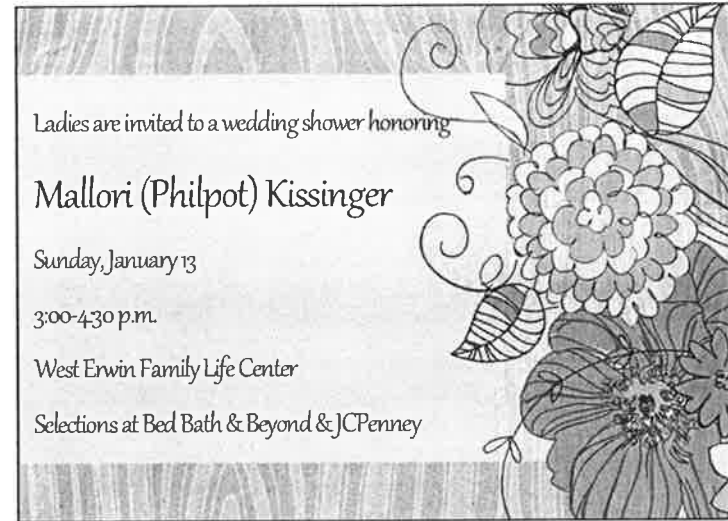 Ladies are invited to a wedding shower honoring
Mallori (Philpot) Kissinger
Sunday, January 13
3:00-4:30 p.m.
West Erwin Family Life Center
Selections at Bed Bath & Beyond & JCPenney